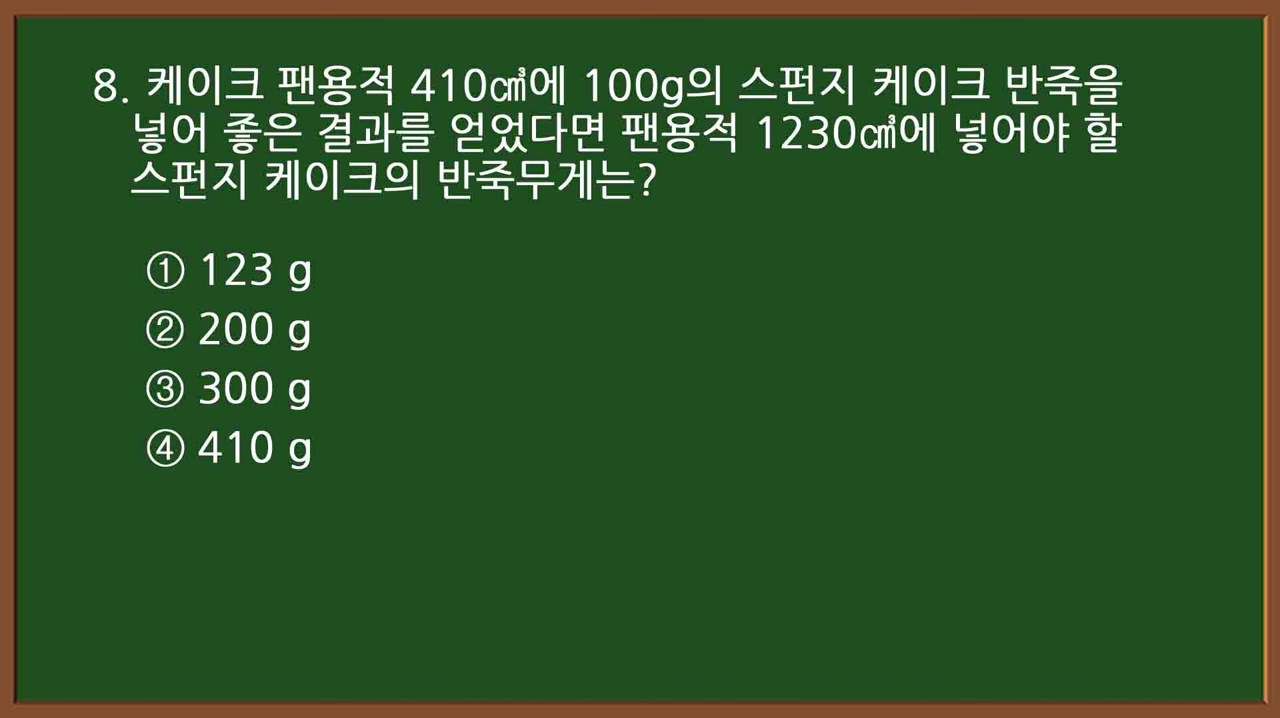 8. 케이크 팬용적 410㎤에 100g의 스펀지 케이크 반죽을
넣어 좋은 결과를 얻었다면 팬용적 1230㎤에 넣어야 할
스펀지 케이크의 반죽무게는?
① 123 g
② 200 g
③ 300 g
④ 410 g